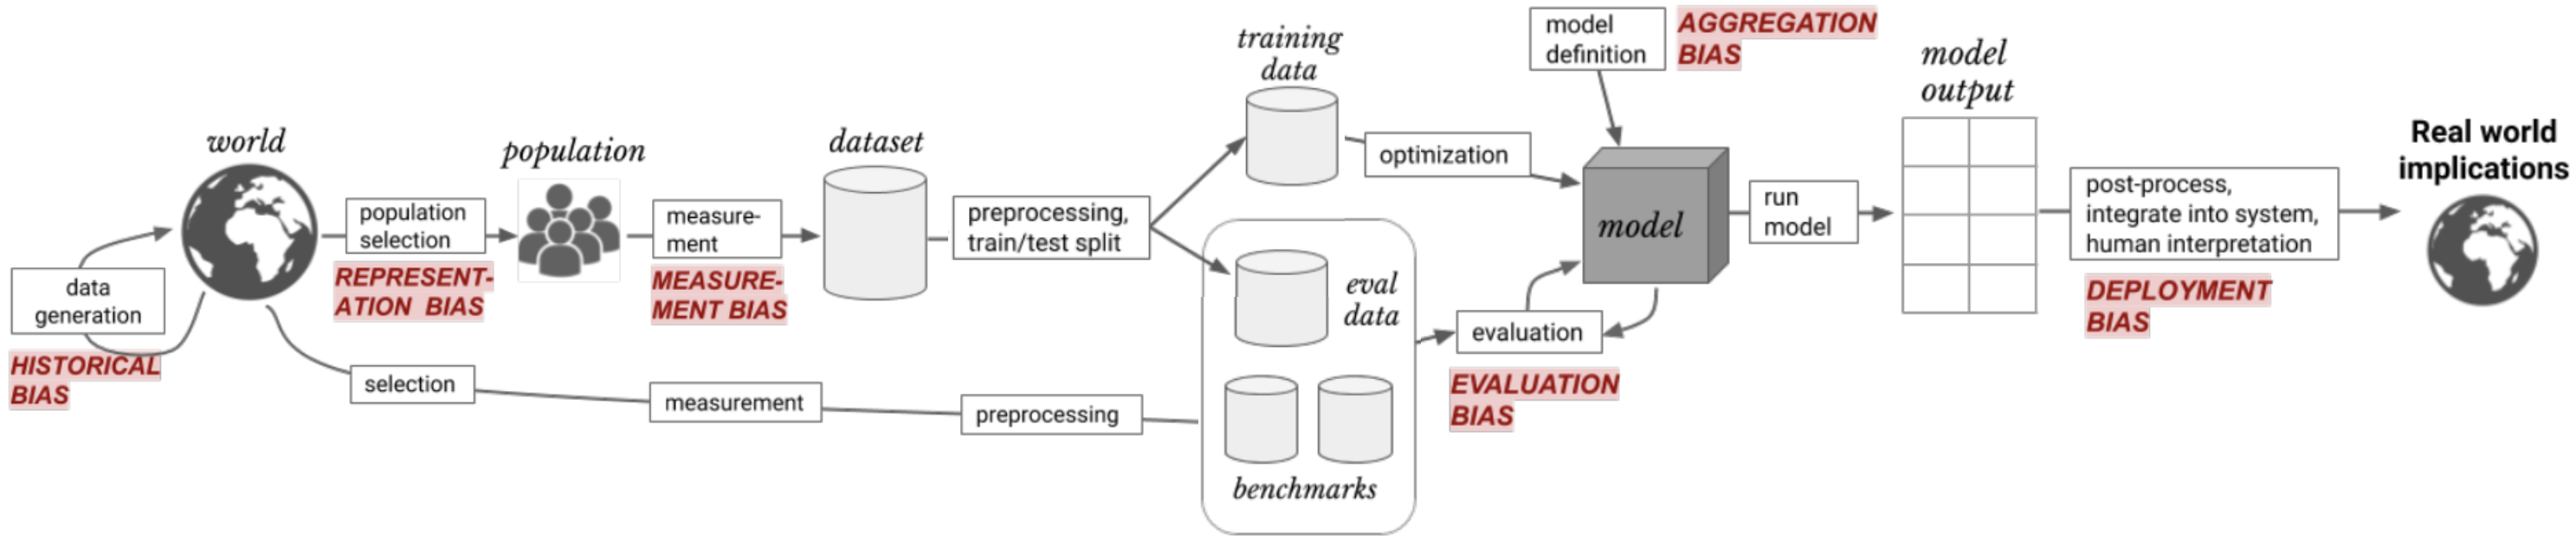 world
data
generation
HISTORICAL
BIAS
population
selection
REPRESENT-
ATION BIAS
population
measure-
ment
MEASURE-
MENT BIAS
dataset
preprocessing,
train/test split
selection
measurement
preprocessing
training
data
eval
data
benchmarks
optimization
model
definition
AGGREGATION
BIAS
model
evaluation
EVALUATION
BIAS
run
model
model
output
post-process,
integrate into system,
human interpretation
DEPLOYMENT
BIAS
Real world
implications